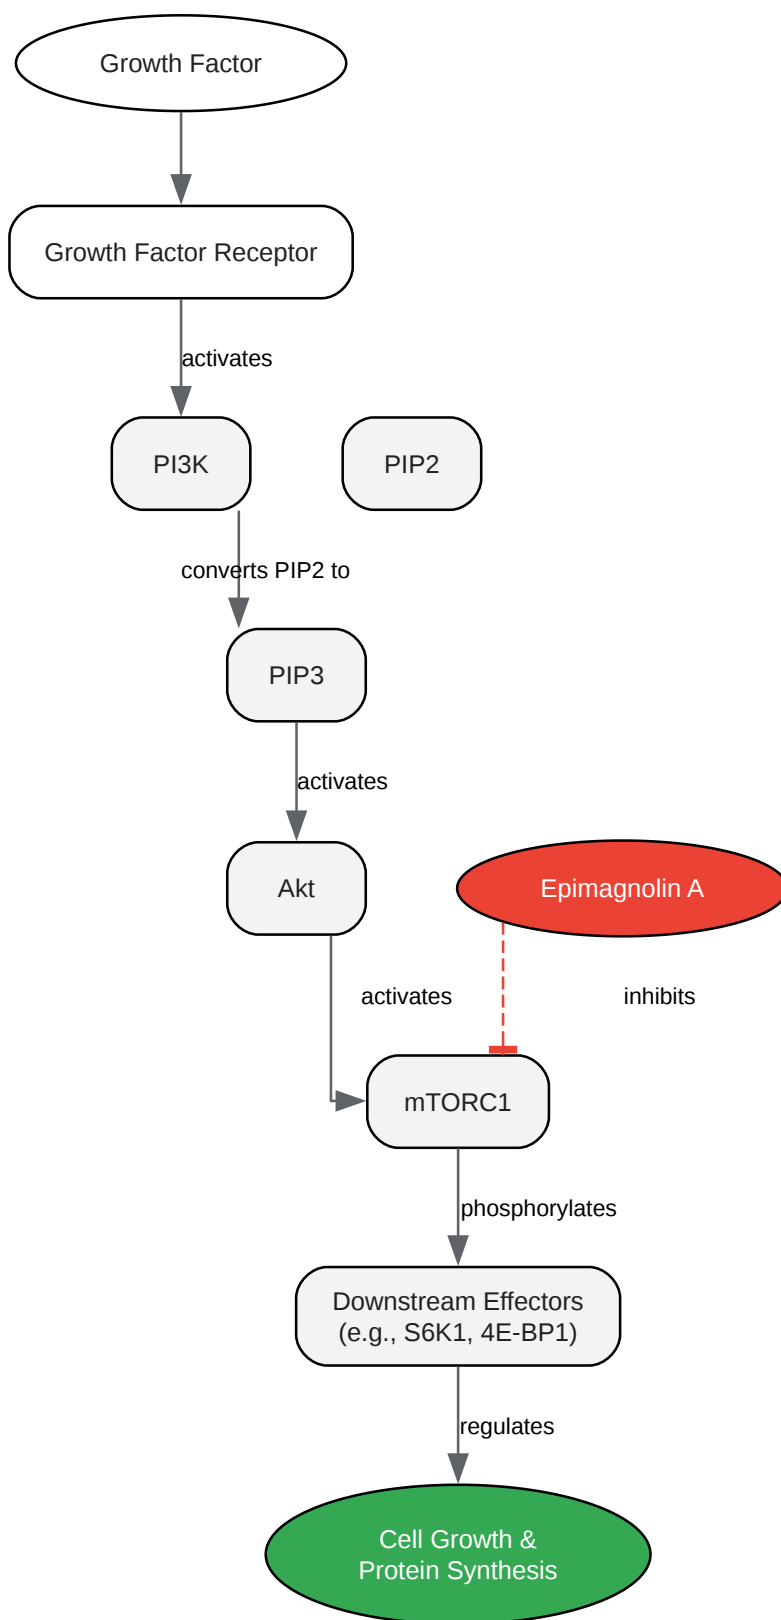 Growth Factor
Growth Factor Receptor
activates
PI3K
PIP2
converts PIP2 to
PIP3
activates
Akt
Epimagnolin A
activates
inhibits
mTORC1
phosphorylates
Downstream Effectors
(e.g., S6K1, 4E-BP1)
regulates
Cell Growth &
Protein Synthesis